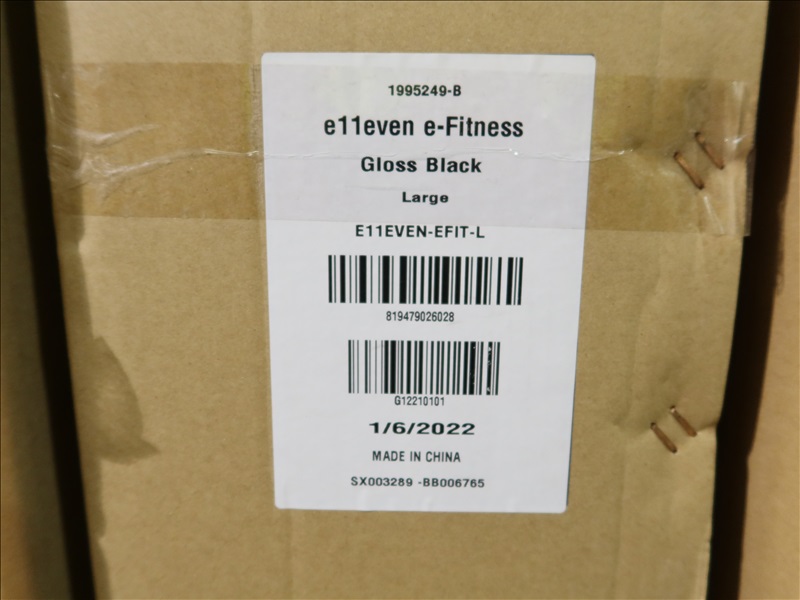 1995249-B
e11even e-Fitness
Gloss Black
Large
E11EVEN-EFIT-L
819479026028
G12210101
1/6/2022
MADE IN CHINA
SX003289 -BB006765